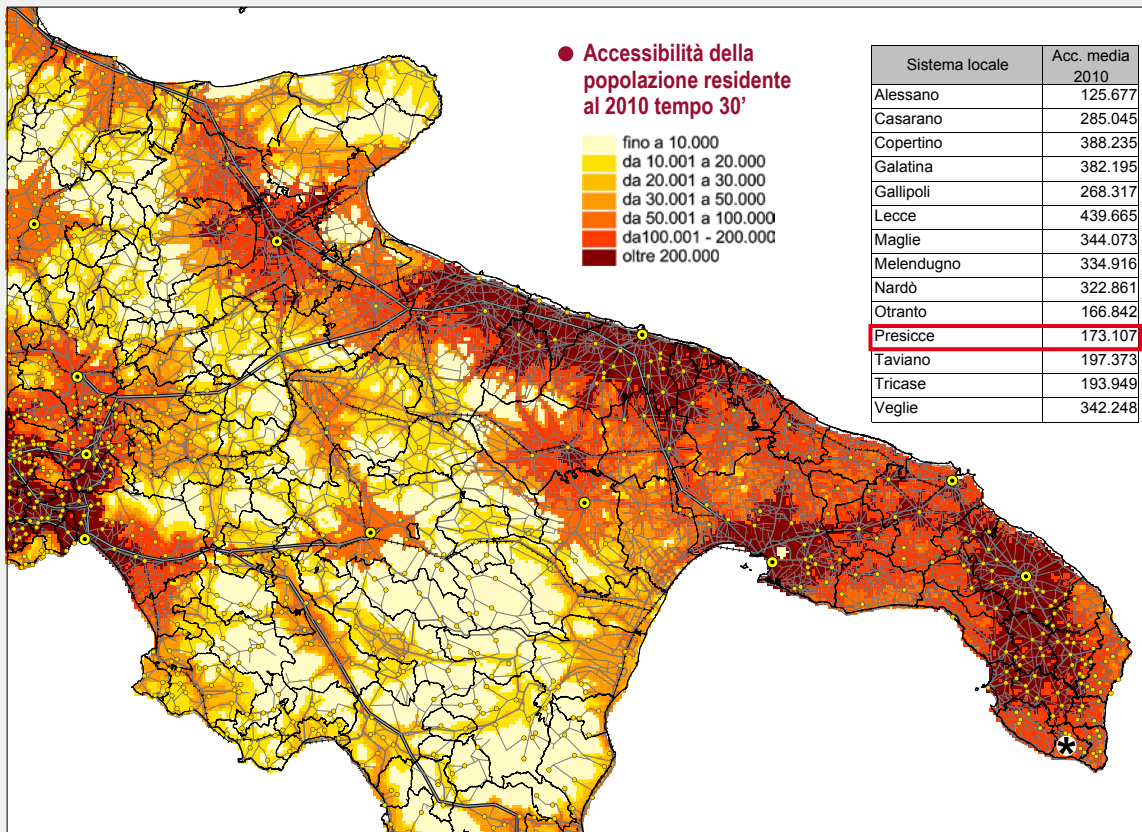 Accessibilità della
popolazione residente
al 2010 tempo 30’
fino a 10.000
da 10.001 a 20.000
da 20.001 a 30.000
da 30.001 a 50.000
da 50.001 a 100.000
da100.001 - 200.000
oltre 200.000
Sistema locale Acc. media 2010
Alessano 125.677
Casarano 285.045
Copertino 388.235
Galatina 382.195
Gallipoli 268.317
Lecce 439.665
Maglie 344.073
Melendugno 334.916
Nardò 322.861
Otranto 166.842
Presicce 173.107
Taviano 197.373
Tricase 193.949
Veglie 342.248
*